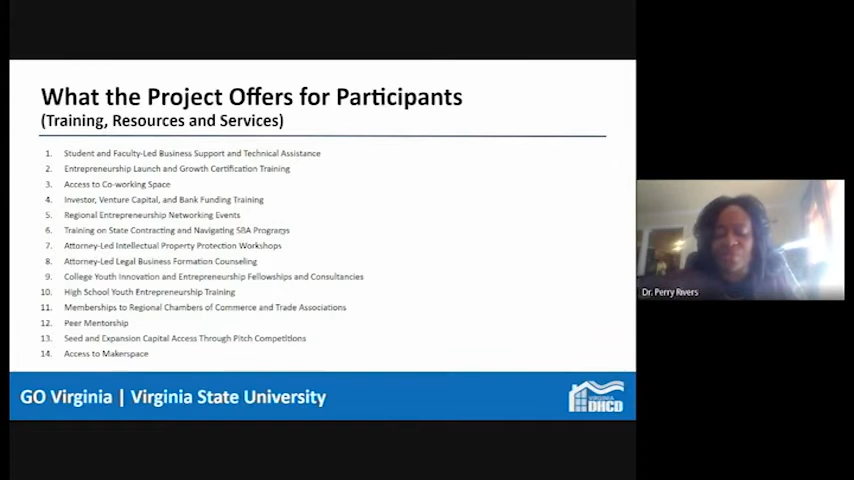 What the Project Offers for Participants
(Training, Resources and Services)
1. Student and Faculty-Led Business Support and Technical Assistance
2. Entrepreneurship Launch and Growth Certification Training
3. Access to Co-working Space
4. Investor, Venture Capital, and Bank Funding Training
5. Regional Entrepreneurship Networking Events
6. Training on State Contracting and Navigating SBA Programs
7. Attorney-Led Intellectual Property Protection Workshops
8. Attorney-Led Legal Business Formation Counseling
9. College Youth Innovation and Entrepreneurship Fellowships and Consultancies
10. High School Youth Entrepreneurship Training
11. Memberships to Regional Chambers of Commerce and Trade Associations
12. Peer Mentorship
13. Seed and Expansion Capital Access Through Pitch Competitions
14. Access to Makerspace
GO Virginia | Virginia State University
VIRGINIA
DHCD
Dr. Perry Rivers